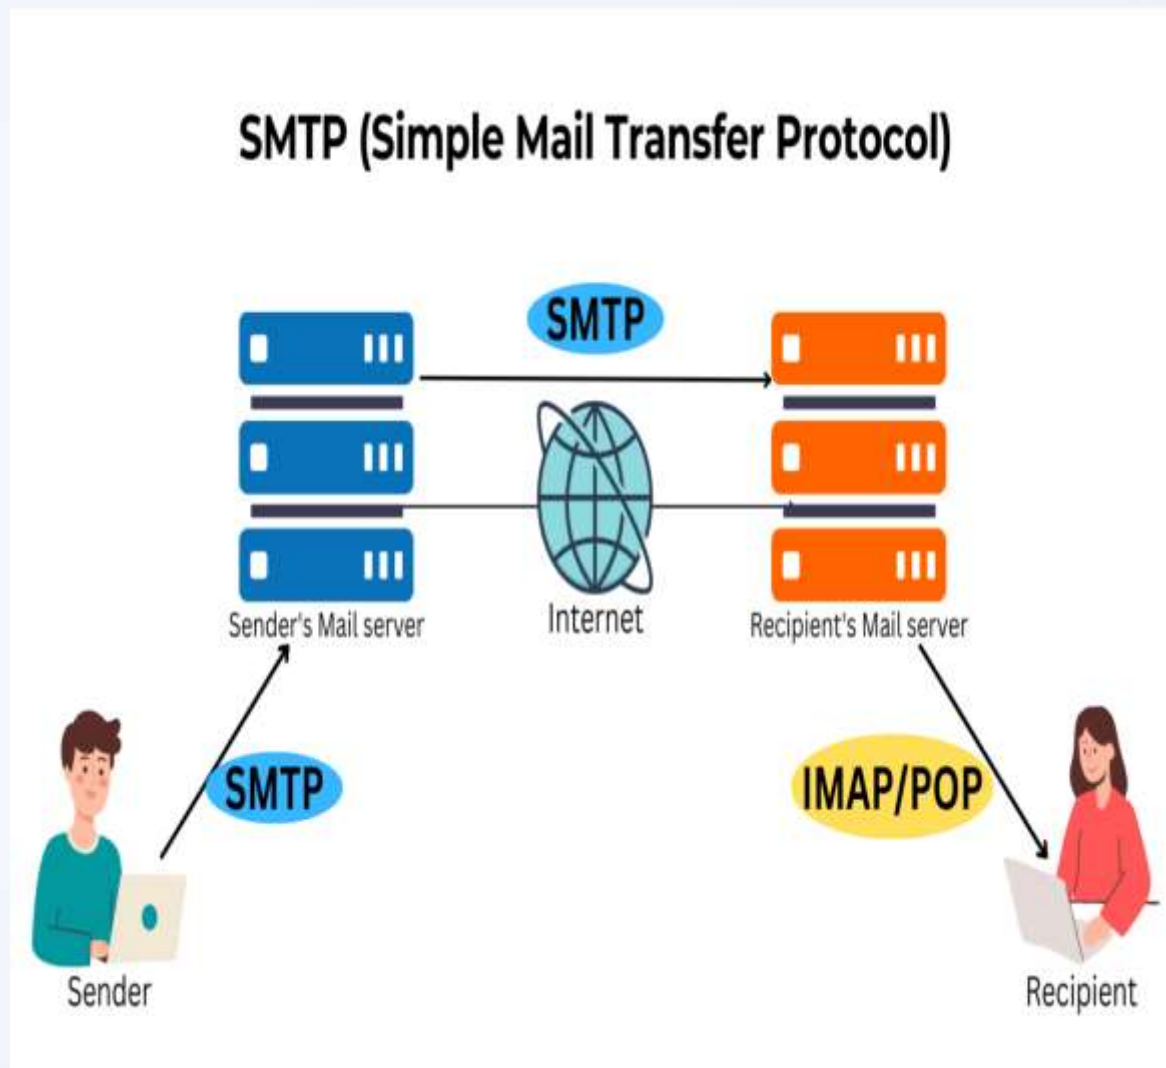 SMTP (Simple Mail Transfer Protocol)
SMTP
Sender's Mail server
Internet
Recipient's Mail server
SMTP
IMAP/POP
Sender
Recipient